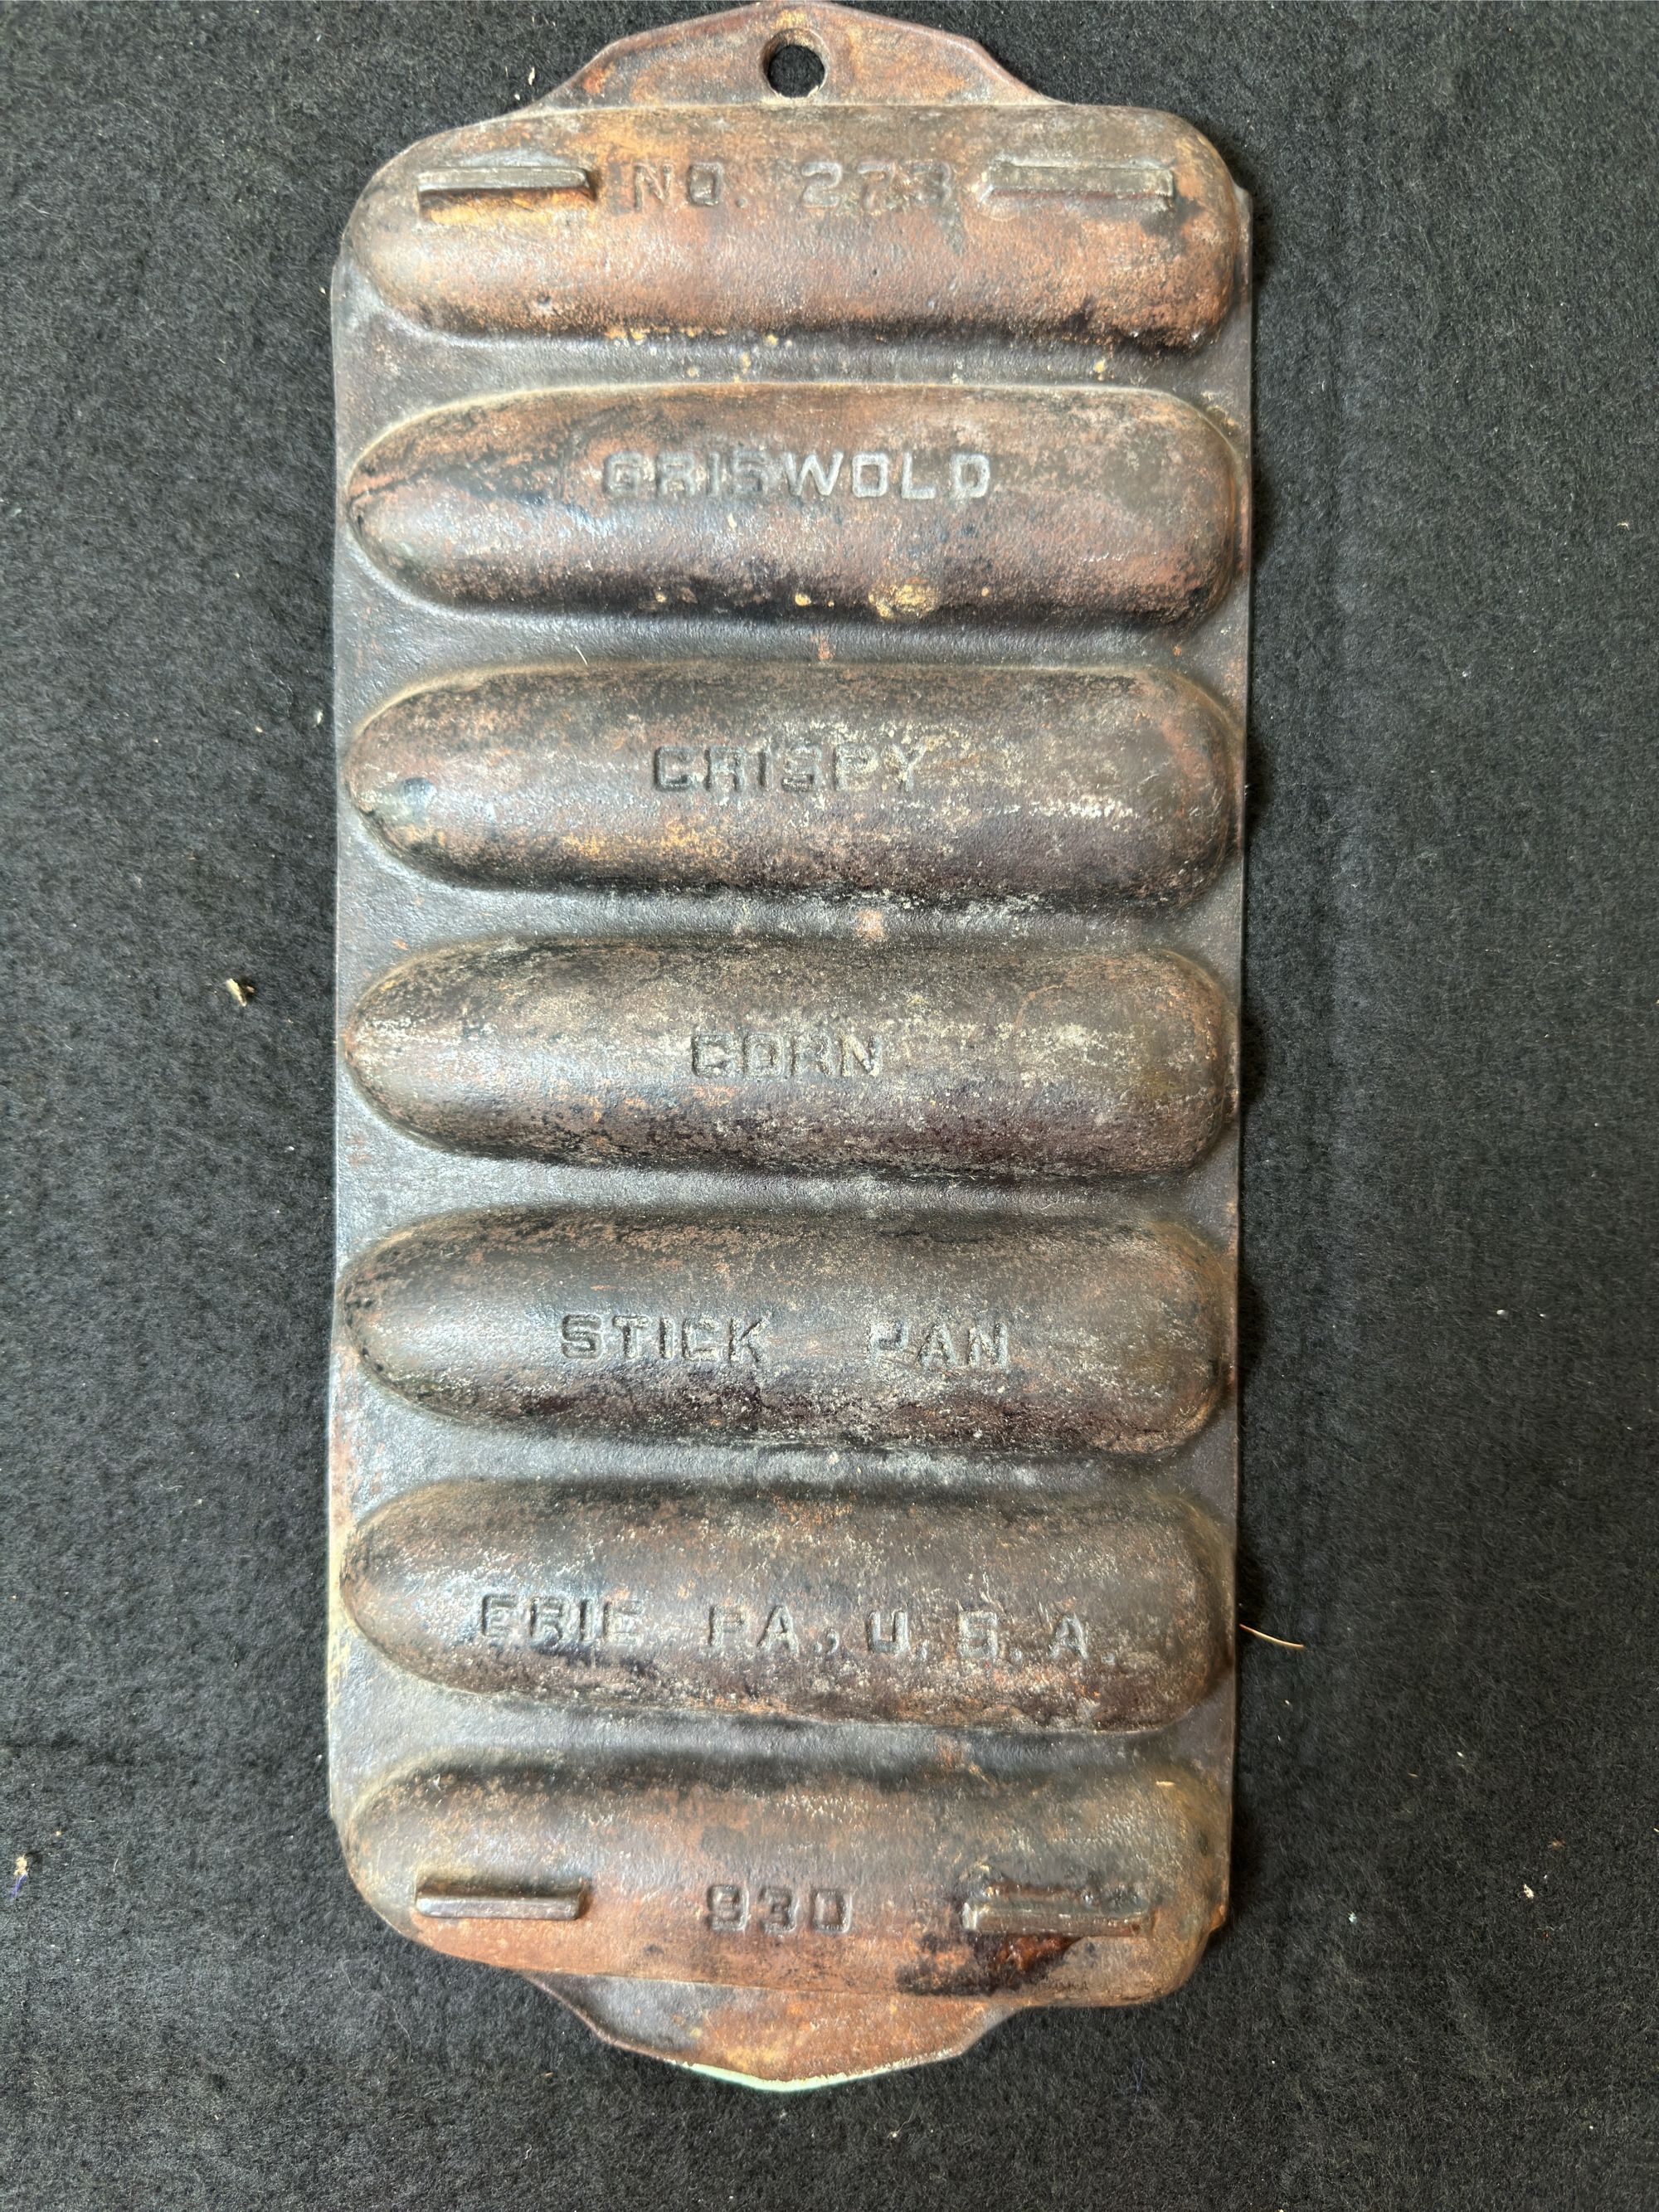 NO. 273
GRISWOLD
CRISPY
CORN
STICK PAN
ERIE PA., U.S.A.
930